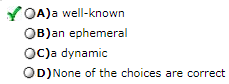 A)a well-known
B)an ephemeral
C)a dynamic
D)None of the choices are correct